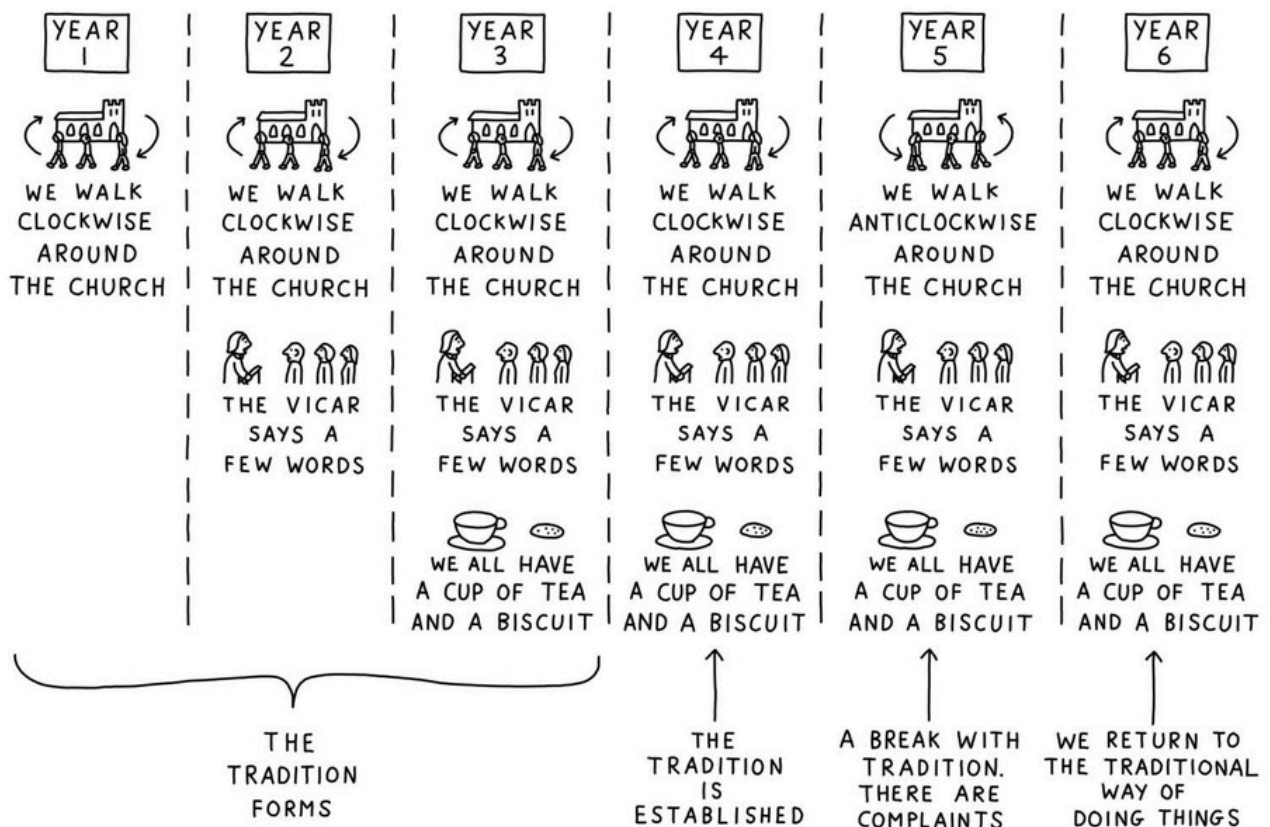 YEAR
1
WE WALK
CLOCKWISE
AROUND
THE CHURCH
YEAR
2
WE WALK
CLOCKWISE
AROUND
THE CHURCH
THE VICAR
SAYS A
FEW WORDS
YEAR
3
WE WALK
CLOCKWISE
AROUND
THE CHURCH
THE VICAR
SAYS A
FEW WORDS
WE ALL HAVE
A CUP OF TEA
AND A BISCUIT
THE
TRADITION
FORMS
YEAR
4
WE WALK
CLOCKWISE
AROUND
THE CHURCH
THE VICAR
SAYS A
FEW WORDS
WE ALL HAVE
A CUP OF TEA
AND A BISCUIT
THE
TRADITION
IS
ESTABLISHED
YEAR
5
WE WALK
ANTICLOCKWISE
AROUND
THE CHURCH
THE VICAR
SAYS A
FEW WORDS
WE ALL HAVE
A CUP OF TEA
AND A BISCUIT
A BREAK WITH
TRADITION.
THERE ARE
COMPLAINTS
YEAR
6
WE WALK
CLOCKWISE
AROUND
THE CHURCH
THE VICAR
SAYS A
FEW WORDS
WE ALL HAVE
A CUP OF TEA
AND A BISCUIT
WE RETURN TO
THE TRADITIONAL
WAY OF
DOING THINGS